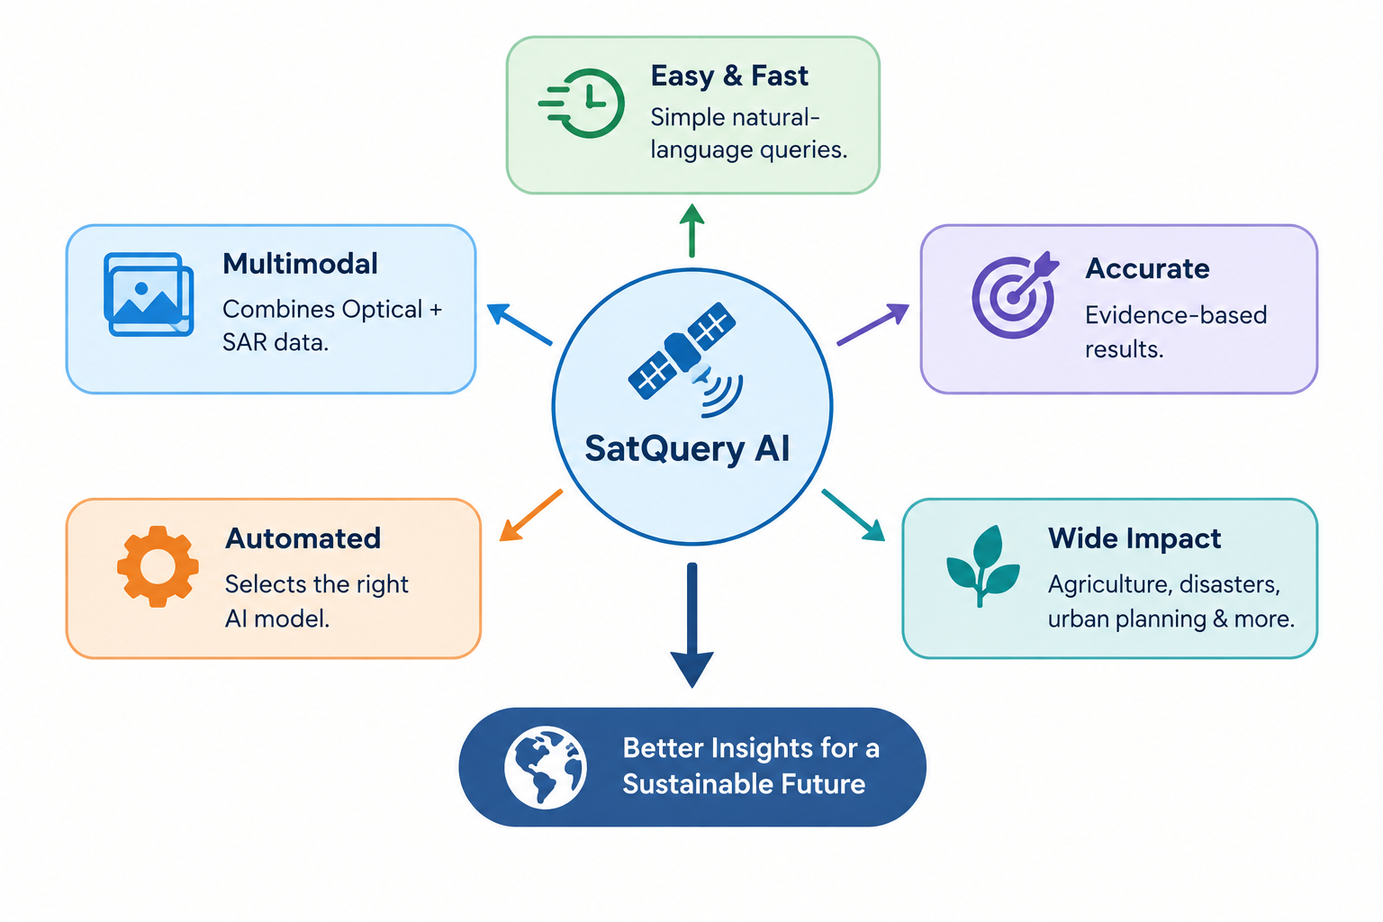 Easy & Fast
Simple natural-
language queries.
Multimodal
Combines Optical +
SAR data.
Accurate
Evidence-based
results.
SatQuery AI
Automated
Selects the right
AI model.
Wide Impact
Agriculture, disasters,
urban planning & more.
Better Insights for a
Sustainable Future